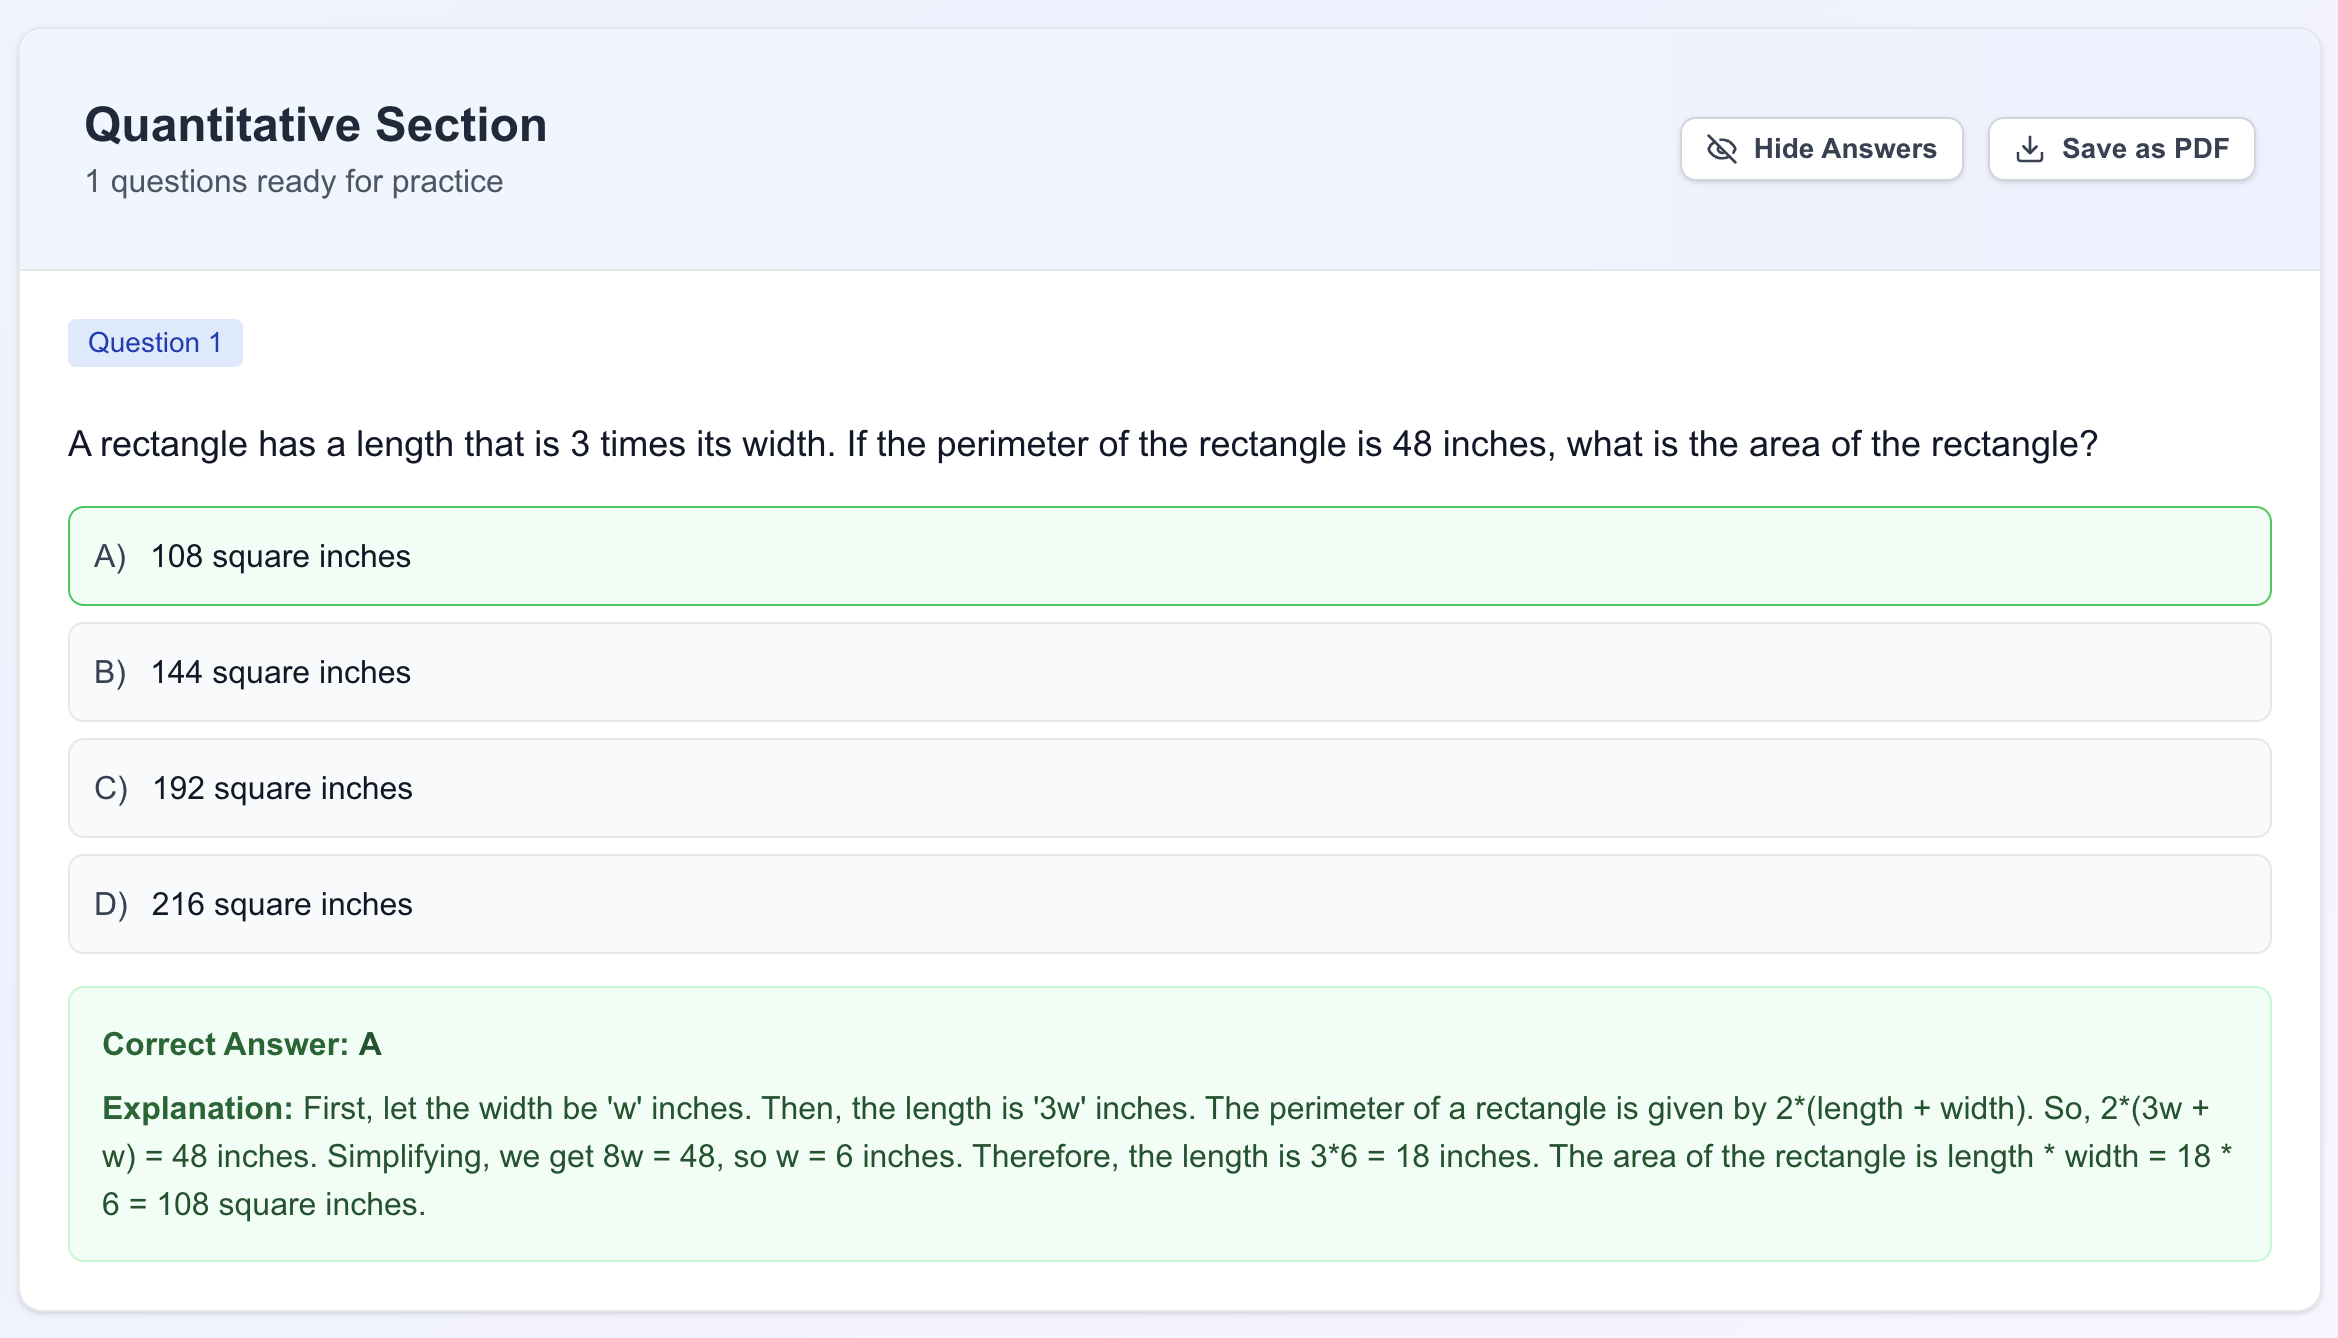 Quantitative Section
1 questions ready for practice
Hide Answers
Save as PDF
Question 1
A rectangle has a length that is 3 times its width. If the perimeter of the rectangle is 48 inches, what is the area of the rectangle?
A) 108 square inches
B) 144 square inches
C) 192 square inches
D) 216 square inches
Correct Answer: A
Explanation: First, let the width be 'w' inches. Then, the length is '3w' inches. The perimeter of a rectangle is given by 2*(length + width). So, 2*(3w +
w) = 48 inches. Simplifying, we get 8w = 48, so w = 6 inches. Therefore, the length is 3*6 = 18 inches. The area of the rectangle is length * width = 18 *
6 = 108 square inches.